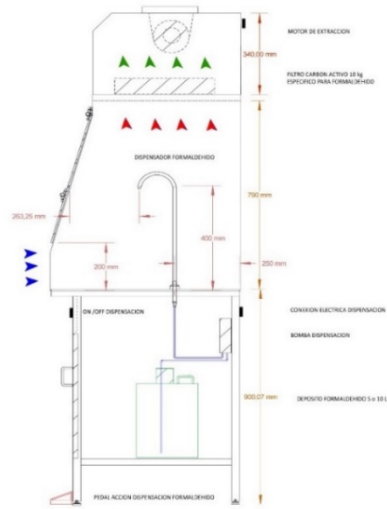 MOTOR DE EXTRACCION
340,00 mm
FILTRO CARBON ACTIVO 10 kg
ESPECIFICO PARA FORMALDEHIDO
DISPENSADOR FORMALDEHIDO
790 mm
263,25 mm
400 mm
200 mm
250 mm
ON /OFF DISPENSACION
CONEXION ELECTRICA DISPENSACION
BOMBA DISPENSACION
900,07 mm
DEPOSITO FORMALDEHIDO 5 o 10 L
PEDAL ACCION DISPENSACION FORMALDEHIDO